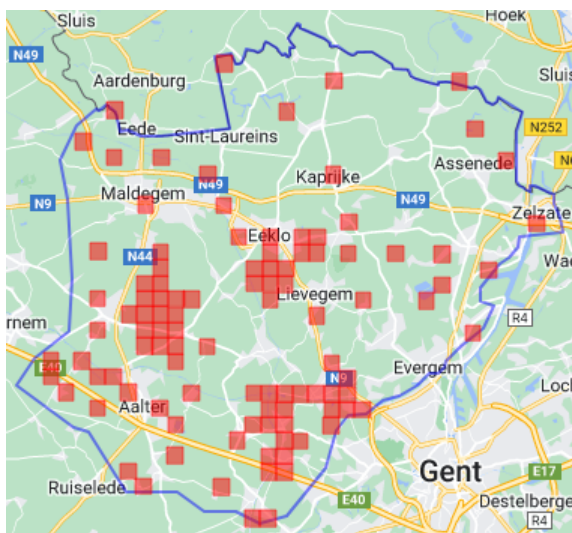 Sluis
Hoek
N49
Aardenburg
Sluis
Eede
Sint-Laureins
N252
Assenede
Kaprijke
N49
Maldegem
N9
N49
Zelzate
Eeklo
N44
Lievegem
R4
Evergem
E40
N9
Aalter
Gent
E17
Ruiselede
E40
Destelberge
R4